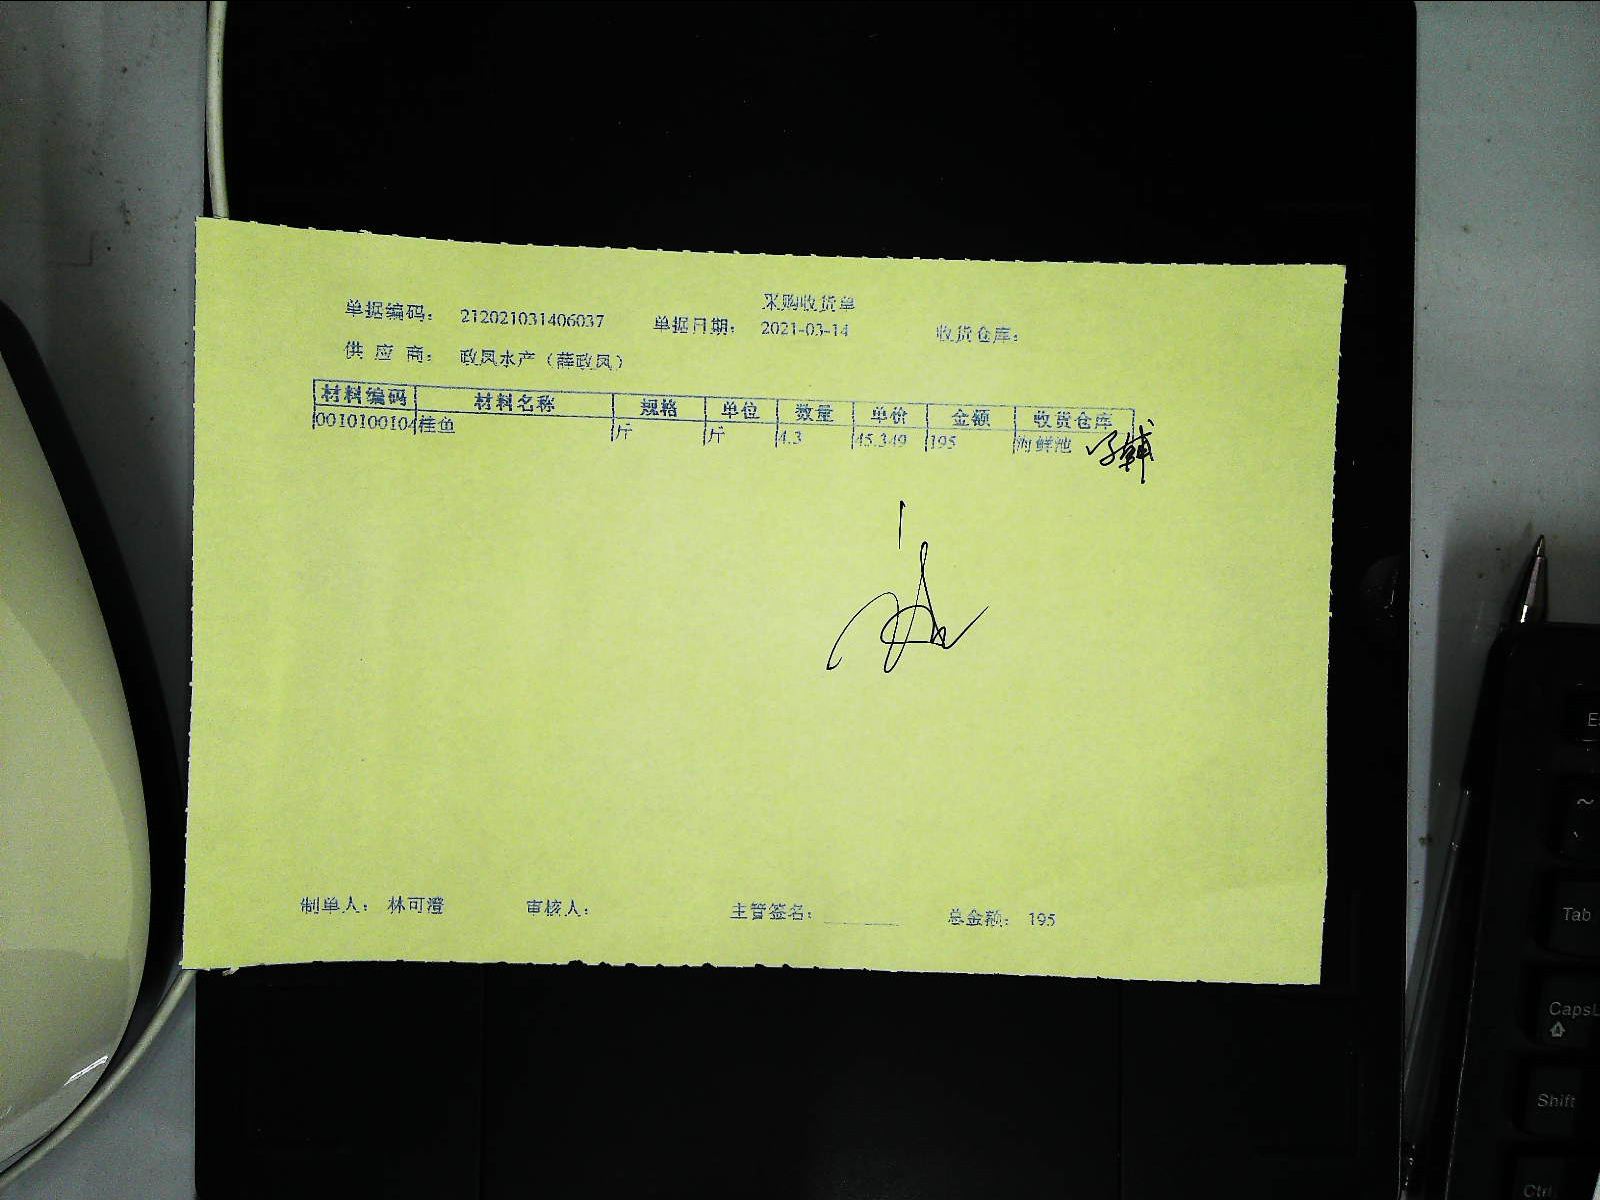 采购收货单
单据编码： 212021031406037 单据日期： 2021-03-14 收货仓库：
供 应 商： 政凤水产（薛政凤）
材料编码 材料名称 规格 单位 数量 单价 金额 收货仓库
0010100104 桂鱼 斤 斤 4.3 45.349 195 海鲜池
制单人： 林可澄 审核人： 主管签名： 总金额： 195
~
Tab
Shift